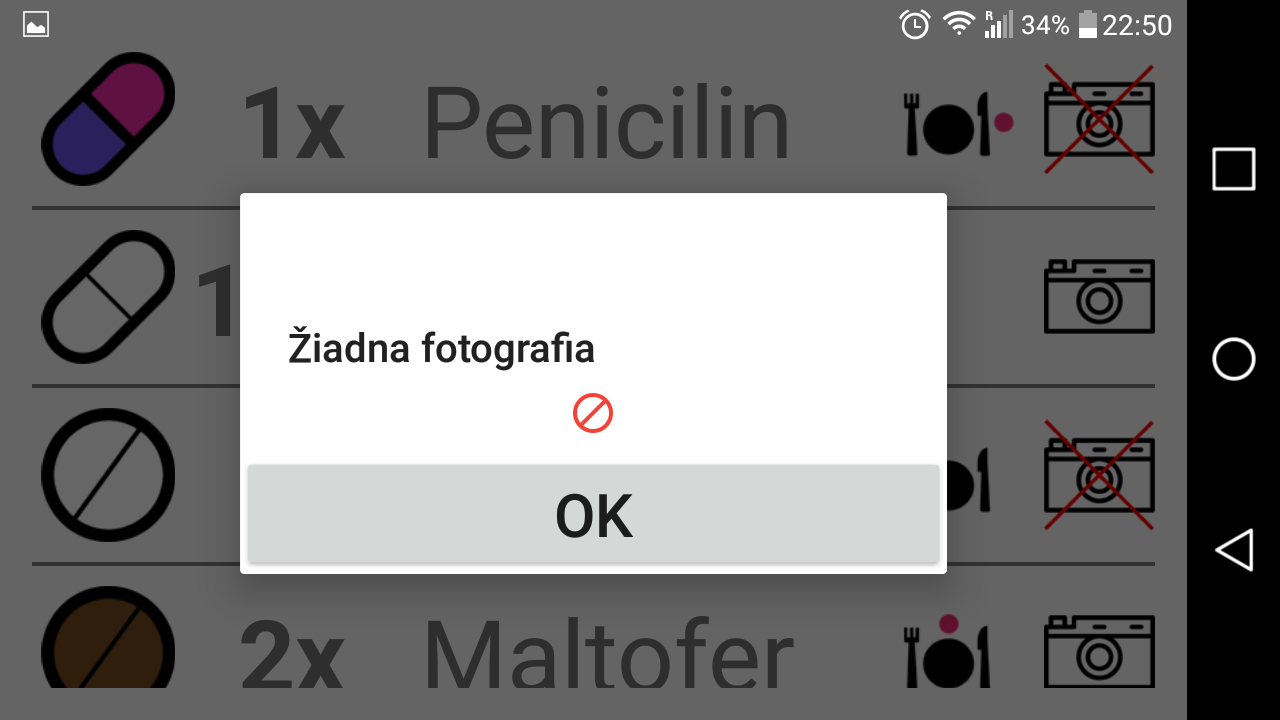 R 34% 22:50
1x Penicilin
1
Žiadna fotografia
OK
2x Maltofer